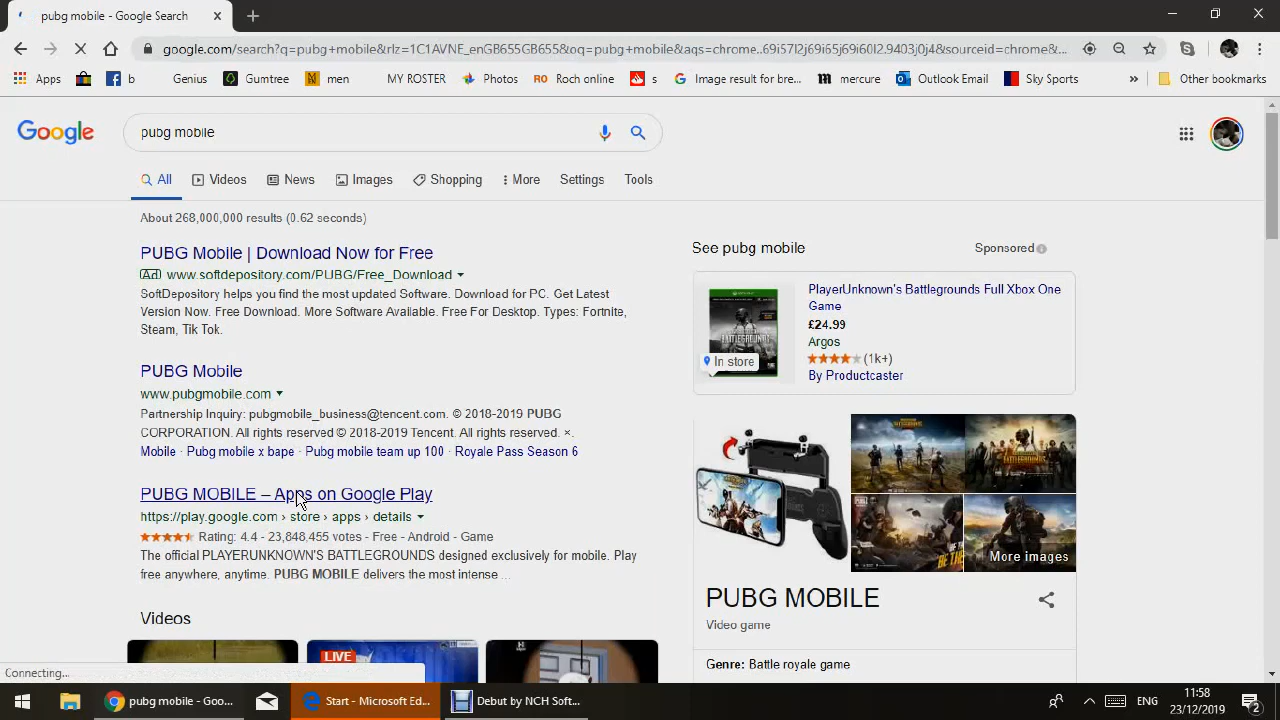 pubg mobile - Google Search
google.com/search?q=pubg+mobile&rlz=1C1AVNE_enGB655GB655&oq=pubg+mobile&aqs=chrome..69i57l2j69i65j69i60l2.9403j0j4&sourceid=chrome&...
Apps
b
Genius
Gumtree
men
MY ROSTER
Photos
Roch online
s
Image result for bre...
mercure
Outlook Email
Sky Sports
»
Other bookmarks
Google
pubg mobile
All
Videos
News
Images
Shopping
More
Settings
Tools
About 268,000,000 results (0.62 seconds)
PUBG Mobile | Download Now for Free
Ad www.softdepository.com/PUBG/Free_Download
SoftDepository helps you find the most updated Software. Download for PC. Get Latest
Version Now. Free Download. More Software Available. Free For Desktop. Types: Fortnite,
Steam, Tik Tok.
PUBG Mobile
www.pubgmobile.com
Partnership Inquiry: pubgmobile_business@tencent.com. © 2018-2019 PUBG
CORPORATION. All rights reserved © 2018-2019 Tencent. All rights reserved. ×.
Mobile · Pubg mobile x bape · Pubg mobile team up 100 · Royale Pass Season 6
PUBG MOBILE – Apps on Google Play
https://play.google.com › store › apps › details
Rating: 4.4 - 23,848,455 votes - Free - Android - Game
The official PLAYERUNKNOWN'S BATTLEGROUNDS designed exclusively for mobile. Play
free anywhere, anytime. PUBG MOBILE delivers the most intense ...
Videos
LIVE
See pubg mobile
Sponsored
PlayerUnknown's Battlegrounds Full Xbox One
Game
£24.99
Argos
(1k+)
By Productcaster
In store
More images
PUBG MOBILE
Video game
Genre: Battle royale game
Connecting...
pubg mobile - Goo...
Start - Microsoft Ed...
Debut by NCH Soft...
ENG
11:58
23/12/2019
2